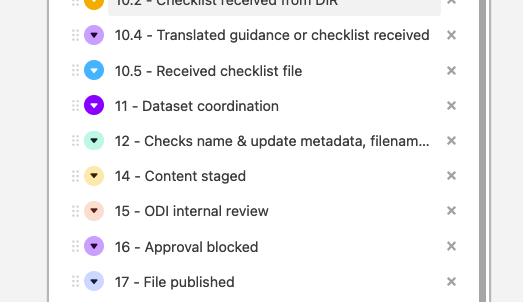 10.2 - Checklist received from DIR
10.4 - Translated guidance or checklist received
10.5 - Received checklist file
11 - Dataset coordination
12 - Checks name & update metadata, filenam...
14 - Content staged
15 - ODI internal review
16 - Approval blocked
17 - File published